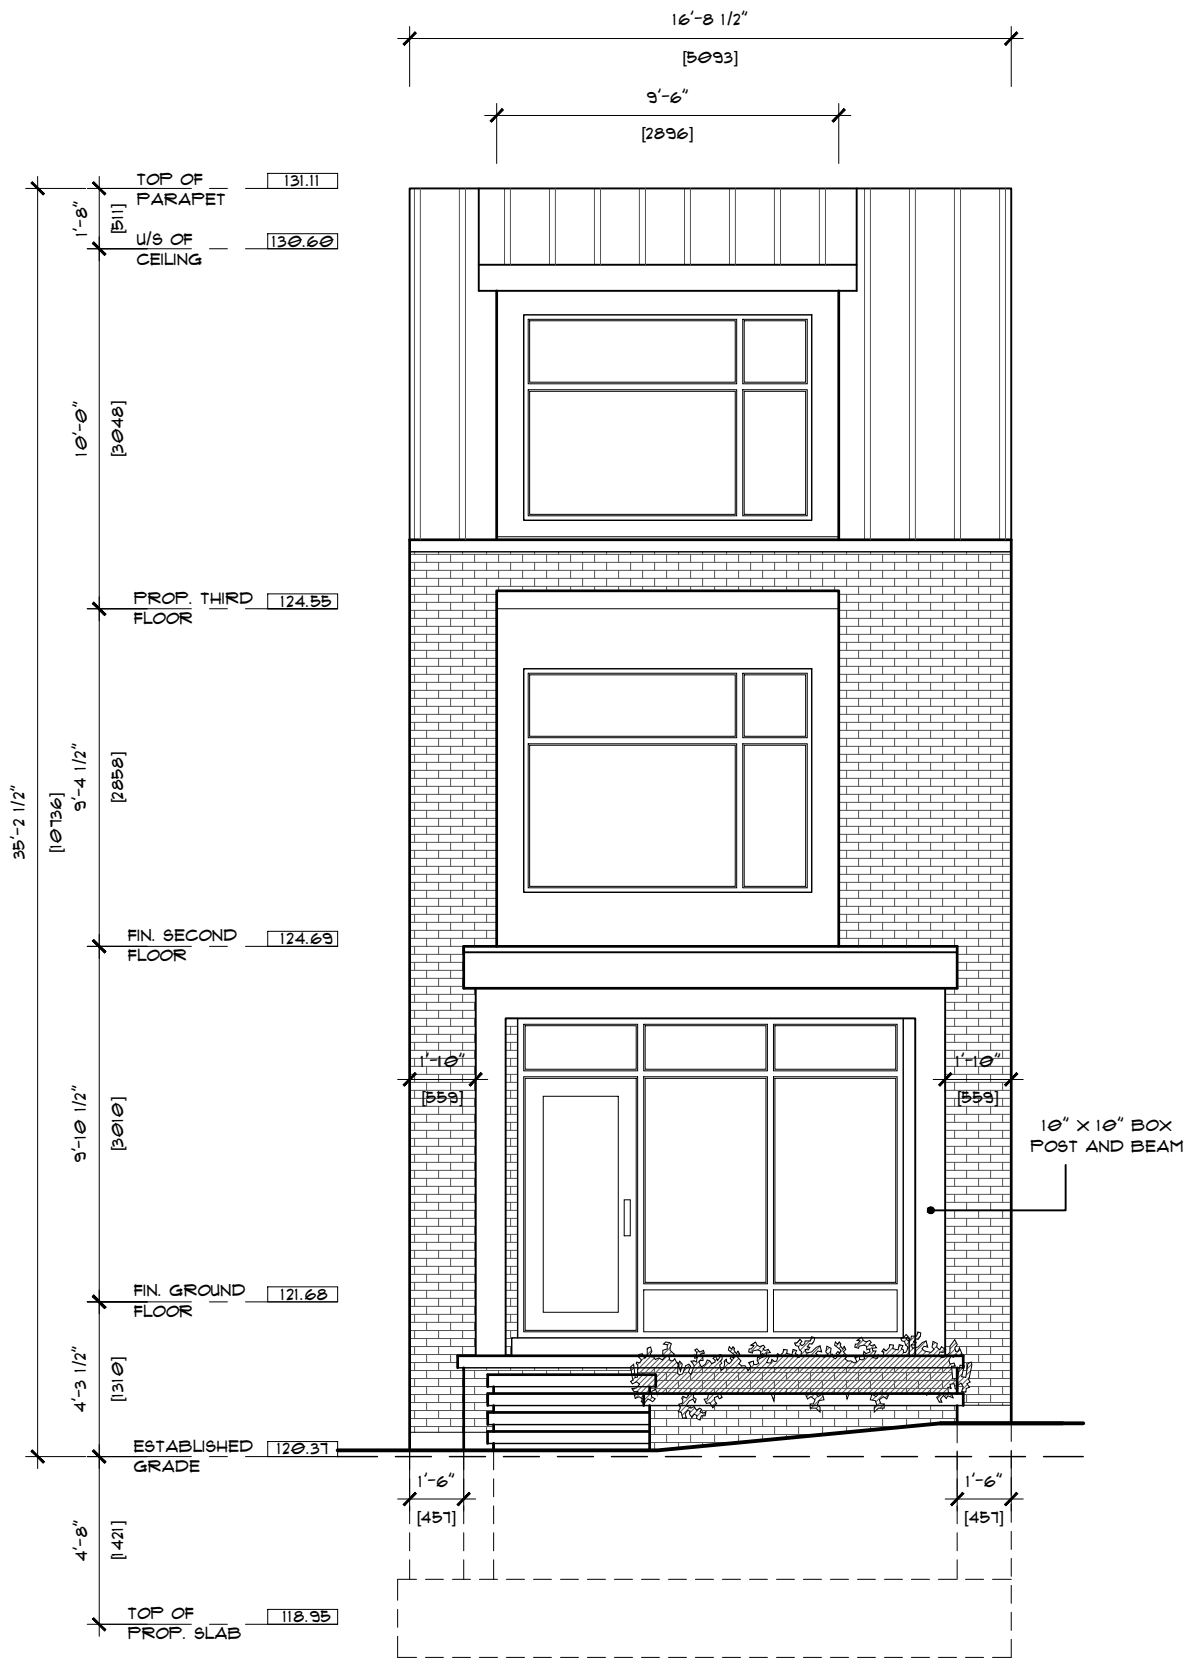 16'-8 1/2"
[5093]
9'-6"
[2896]
TOP OF
PARAPET
131.11
1'-8"
[511]
U/S OF
CEILING
130.60
10'-0"
[3048]
PROP. THIRD
FLOOR
124.55
9'-4 1/2"
[2858]
35'-2 1/2"
[10736]
FIN. SECOND
FLOOR
124.69
1'-10"
[559]
1'-10"
[559]
9'-10 1/2"
[3010]
10" X 10" BOX
POST AND BEAM
FIN. GROUND
FLOOR
121.68
4'-3 1/2"
[1310]
ESTABLISHED
GRADE
120.37
1'-6"
[457]
1'-6"
[457]
4'-8"
[1421]
TOP OF
PROP. SLAB
118.95